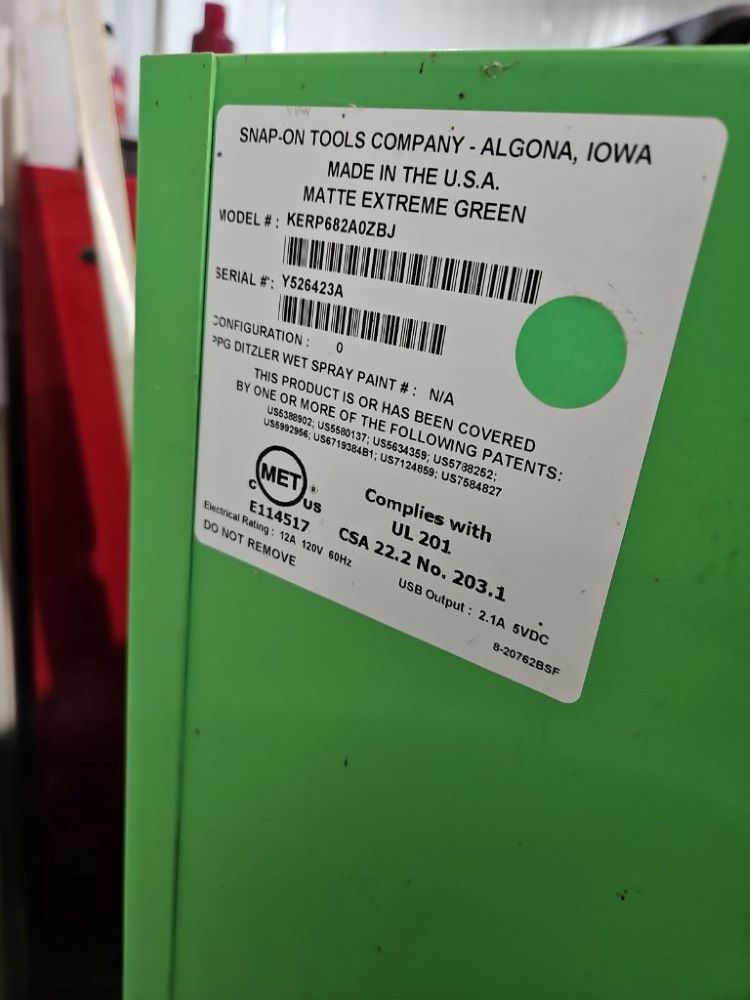 SNAP-ON TOOLS COMPANY - ALGONA, IOWA
MADE IN THE U.S.A.
MATTE EXTREME GREEN
MODEL # : KERP682A0ZBJ
SERIAL #: Y526423A
CONFIGURATION : 0
PPG DITZLER WET SPRAY PAINT # : N/A
THIS PRODUCT IS OR HAS BEEN COVERED
BY ONE OR MORE OF THE FOLLOWING PATENTS:
US5388902; US5580137; US5634359; US5788252;
US5992956; US6719384B1; US7124859; US7584827
C MET ® US
E114517
Complies with
UL 201
CSA 22.2 No. 203.1
Electrical Rating : 12A 120V 60Hz
USB Output : 2.1A 5VDC
DO NOT REMOVE
8-20762BSF